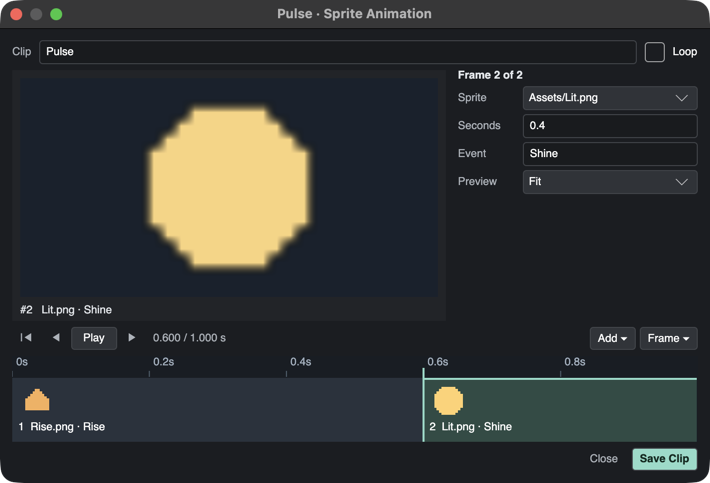 Pulse · Sprite Animation
Clip Pulse Loop
Frame 2 of 2
Sprite Assets/Lit.png
Seconds 0.4
Event Shine
Preview Fit
#2 Lit.png · Shine
Play 0.600 / 1.000 s Add Frame
0s 0.2s 0.4s 0.6s 0.8s
1 Rise.png · Rise 2 Lit.png · Shine
Close Save Clip